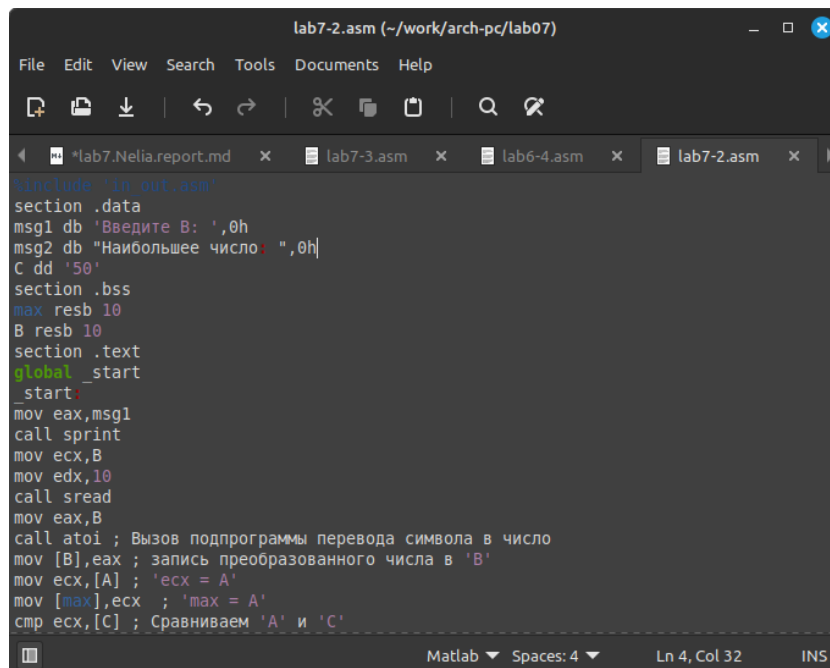 lab7-2.asm (~/work/arch-pc/lab07)
File Edit View Search Tools Documents Help
*lab7.Nelia.report.md lab7-3.asm lab6-4.asm lab7-2.asm
%include 'in_out.asm'
section .data
msg1 db 'Введите B: ',0h
msg2 db "Наибольшее число: ",0h
C dd '50'
section .bss
max resb 10
B resb 10
section .text
global _start
_start:
mov eax,msg1
call sprint
mov ecx,B
mov edx,10
call sread
mov eax,B
call atoi ; Вызов подпрограммы перевода символа в число
mov [B],eax ; запись преобразованного числа в 'B'
mov ecx,[A] ; 'ecx = A'
mov [max],ecx ; 'max = A'
cmp ecx,[C] ; Сравниваем 'A' и 'C'
Matlab Spaces: 4 Ln 4, Col 32 INS